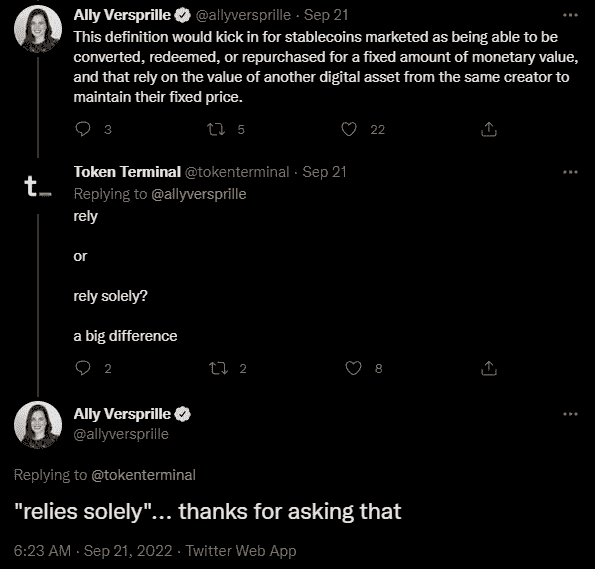 Ally Versprille @allyversprille · Sep 21
This definition would kick in for stablecoins marketed as being able to be
converted, redeemed, or repurchased for a fixed amount of monetary value,
and that rely on the value of another digital asset from the same creator to
maintain their fixed price.
3 5 22
t_ Token Terminal @tokenterminal · Sep 21
Replying to @allyversprille
rely
or
rely solely?
a big difference
2 2 8
Ally Versprille
@allyversprille
Replying to @tokenterminal
"relies solely"... thanks for asking that
6:23 AM · Sep 21, 2022 · Twitter Web App